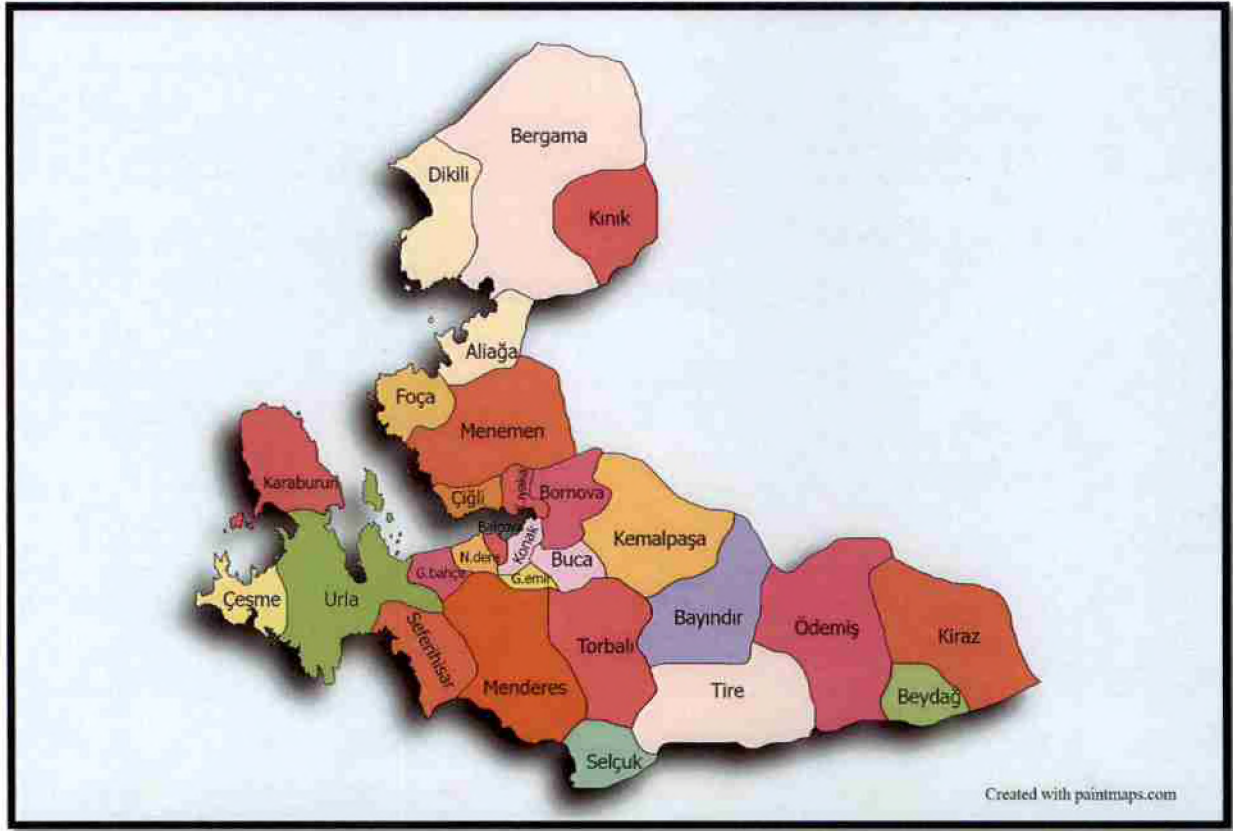 Bergama
Dikili
Kınık
Aliağa
Foça
Menemen
Karaburun
Çiğli
Bornova
Balçova
Konak
Kemalpaşa
N.dere
Buca
G.bahçe
G.emir
Çeşme
Urla
Seferihisar
Bayındır
Ödemiş
Kiraz
Torbalı
Menderes
Tire
Beydağ
Selçuk
Created with paintmaps.com